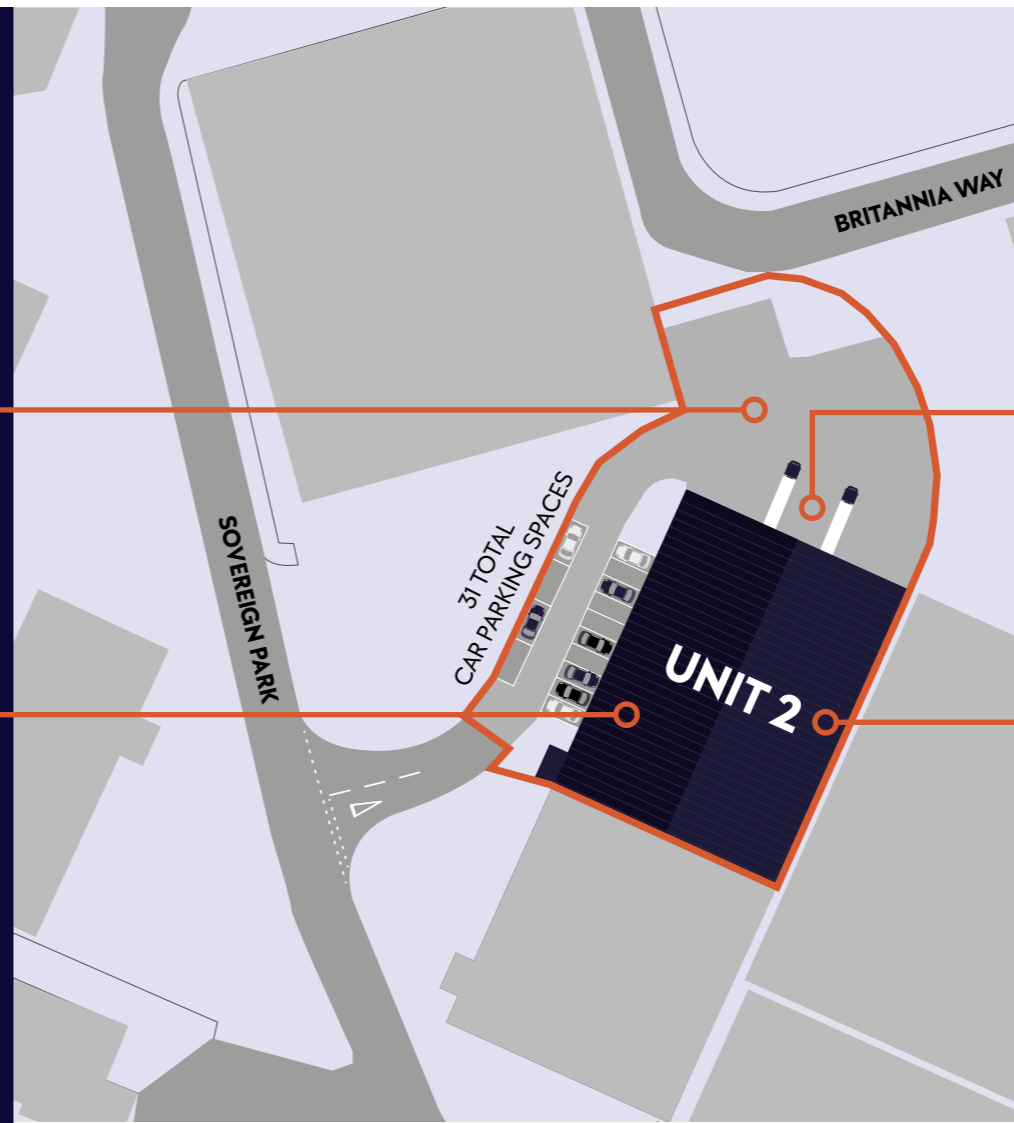 BRITANNIA WAY
31 TOTAL
CAR PARKING SPACES
SOVEREIGN PARK
UNIT 2